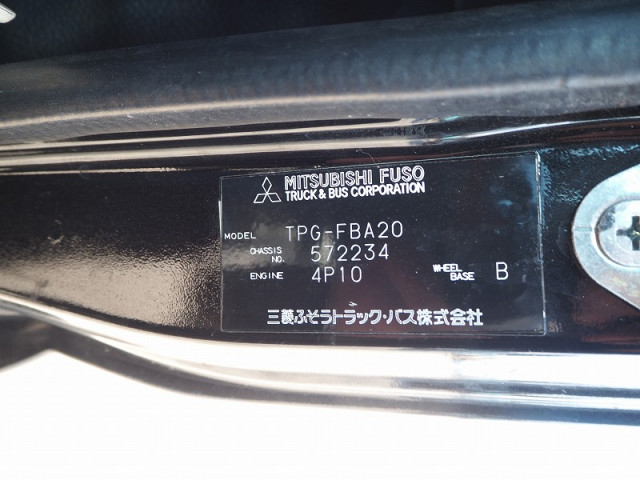 MITSUBISHI FUSO
TRUCK & BUS CORPORATION
MODEL TPG-FBA20
CHASSIS NO. 572234
ENGINE 4P10 WHEEL BASE B
三菱ふそうトラック・バス株式会社